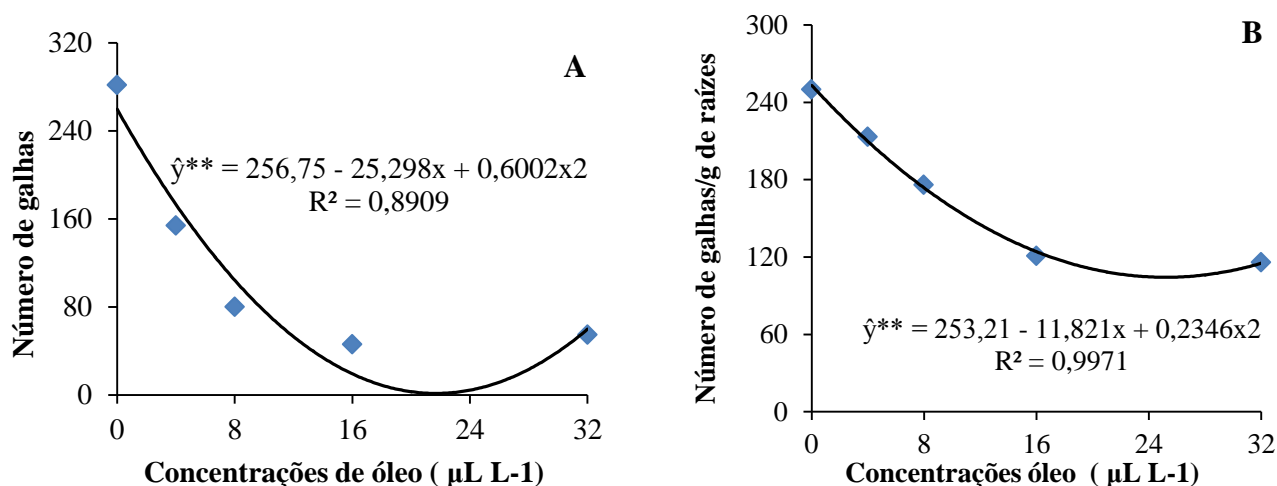 A
Número de galhas
320
240
160
80
0
ŷ** = 256,75 - 25,298x + 0,6002x2
R² = 0,8909
0 8 16 24 32
Concentrações de óleo ( µL L-1)
B
Número de galhas/g de raízes
300
240
180
120
60
0
ŷ** = 253,21 - 11,821x + 0,2346x2
R² = 0,9971
0 8 16 24 32
Concentrações óleo ( µL L-1)